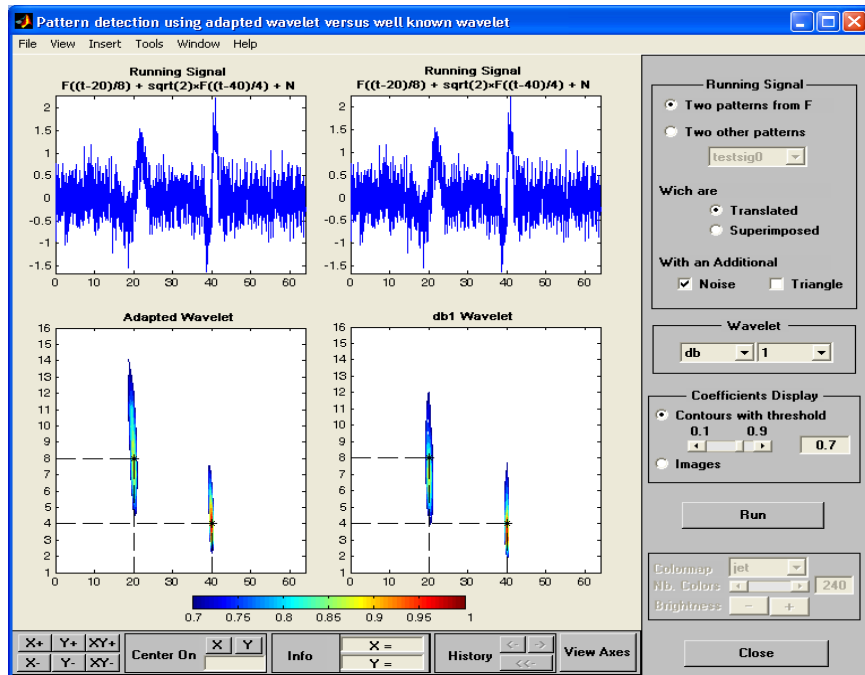 Pattern detection using adapted wavelet versus well known wavelet
File View Insert Tools Window Help
Running Signal
F((t-20)/8) + sqrt(2)×F((t-40)/4) + N
2
1.5
1
0.5
0
-0.5
-1
-1.5
0 10 20 30 40 50 60
Running Signal
F((t-20)/8) + sqrt(2)×F((t-40)/4) + N
2
1.5
1
0.5
0
-0.5
-1
-1.5
0 10 20 30 40 50 60
Adapted Wavelet
16
15
14
13
12
11
10
9
8
7
6
5
4
3
2
1
0 10 20 30 40 50 60
db1 Wavelet
16
15
14
13
12
11
10
9
8
7
6
5
4
3
2
1
0 10 20 30 40 50 60
0.7 0.75 0.8 0.85 0.9 0.95 1
Running Signal
Two patterns from F
Two other patterns
testsig0
Wich are
Translated
Superimposed
With an Additional
Noise Triangle
Wavelet
db 1
Coefficients Display
Contours with threshold
0.1 0.9
0.7
Images
Run
Colormap jet
Nb. Colors 240
Brightness - +
Close
X+ Y+ XY+
X- Y- XY-
Center On X Y
Info X =
Y =
History <- ->
<<-
View Axes